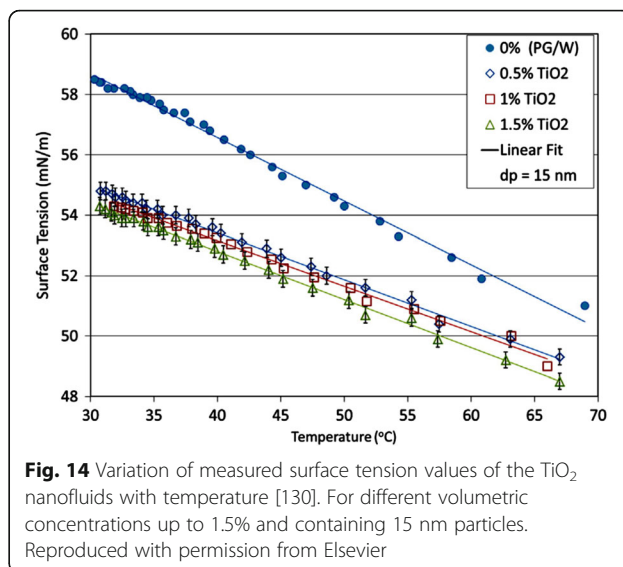 60
58
56
54
52
50
48
Surface Tension (mN/m)
30 35 40 45 50 55 60 65 70
Temperature (°C)
0% (PG/W)
0.5% TiO2
1% TiO2
1.5% TiO2
Linear Fit
dp = 15 nm
Fig. 14 Variation of measured surface tension values of the TiO₂
nanofluids with temperature [130]. For different volumetric
concentrations up to 1.5% and containing 15 nm particles.
Reproduced with permission from Elsevier